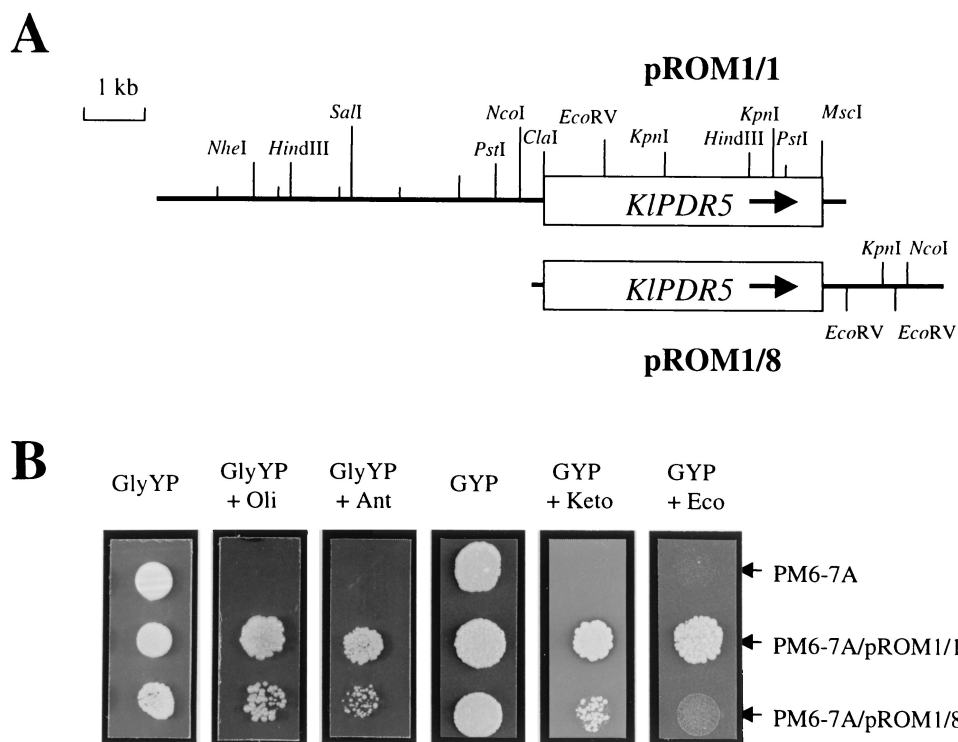 A
1 kb
pROM1/1
NheI
HindIII
SalI
PstI
NcoI
ClaI
EcoRV
KpnI
HindIII
KpnI
PstI
MscI
KlPDR5
KlPDR5
KpnI
NcoI
EcoRV
EcoRV
pROM1/8
B
GlyYP
GlyYP
+ Oli
GlyYP
+ Ant
GYP
GYP
+ Keto
GYP
+ Eco
PM6-7A
PM6-7A/pROM1/1
PM6-7A/pROM1/8